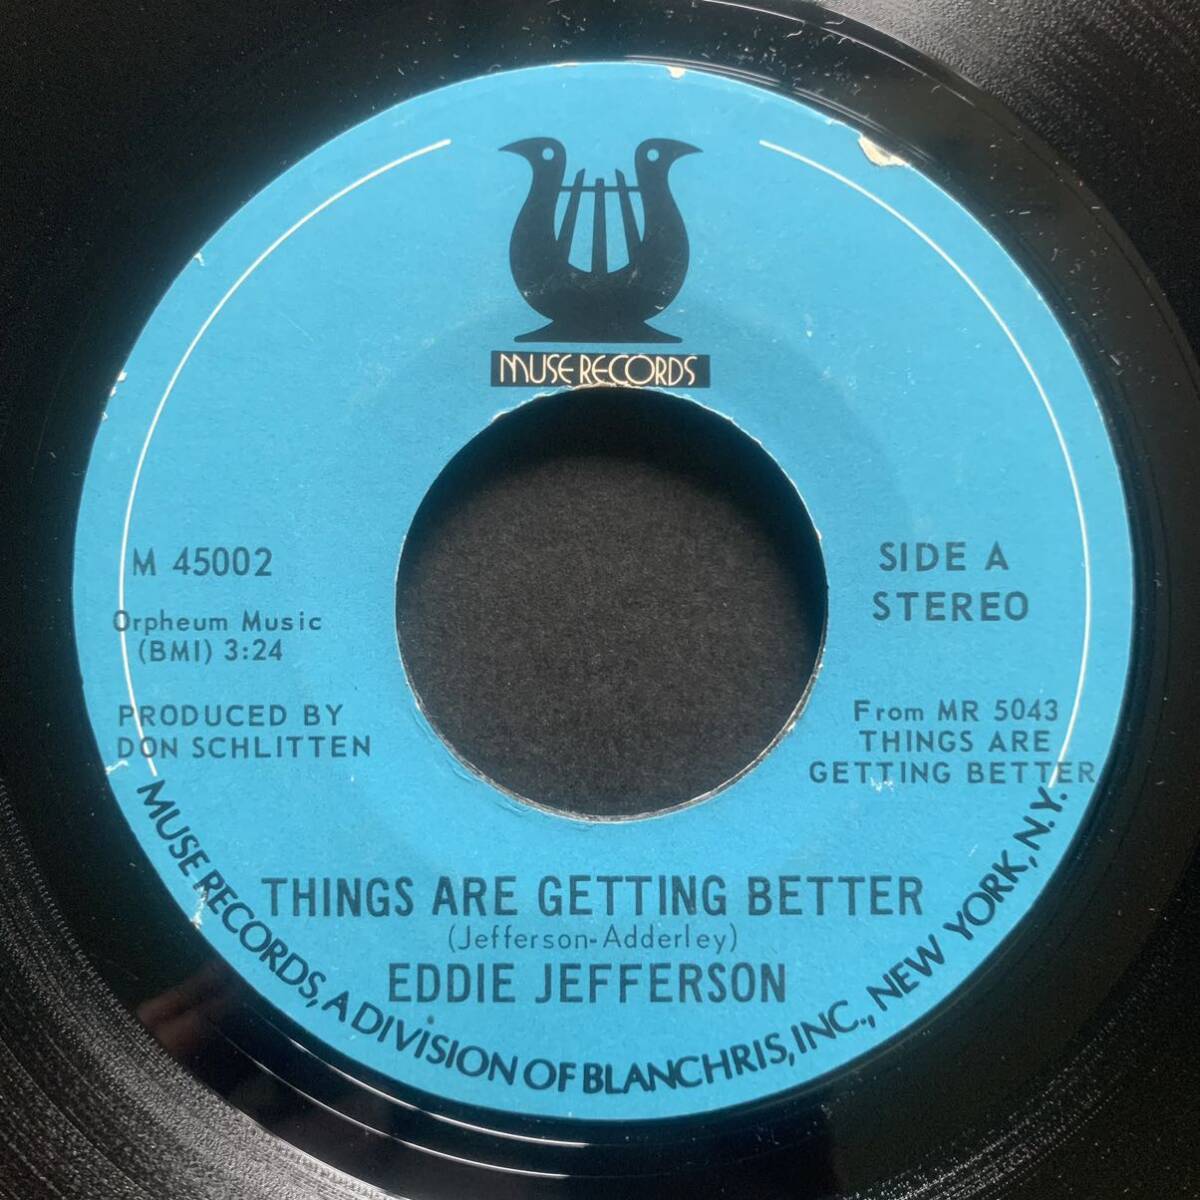 MUSE RECORDS
M 45002
Orpheum Music
(BMI) 3:24
PRODUCED BY
DON SCHLITTEN
SIDE A
STEREO
From MR 5043
THINGS ARE
GETTING BETTER
THINGS ARE GETTING BETTER
(Jefferson-Adderley)
EDDIE JEFFERSON
MUSE RECORDS, A DIVISION OF BLANCHRIS, INC., NEW YORK, N.Y.